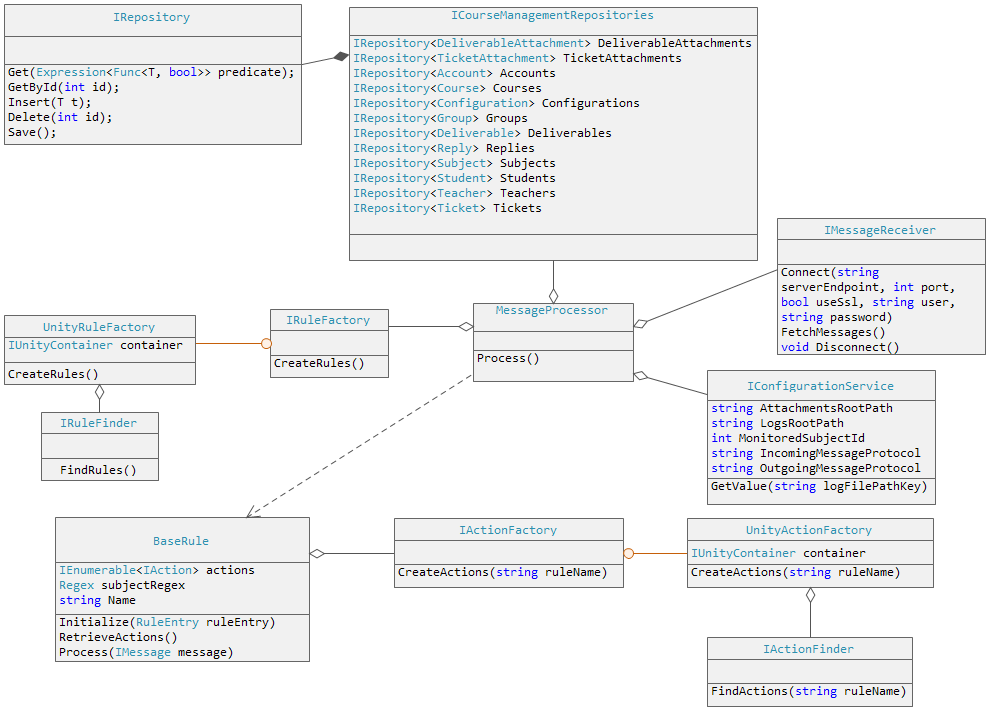 IRepository
Get(Expression<Func<T, bool>> predicate);
GetById(int id);
Insert(T t);
Delete(int id);
Save();
ICourseManagementRepositories
IRepository<DeliverableAttachment> DeliverableAttachments
IRepository<TicketAttachment> TicketAttachments
IRepository<Account> Accounts
IRepository<Course> Courses
IRepository<Configuration> Configurations
IRepository<Group> Groups
IRepository<Deliverable> Deliverables
IRepository<Reply> Replies
IRepository<Subject> Subjects
IRepository<Student> Students
IRepository<Teacher> Teachers
IRepository<Ticket> Tickets
IMessageReceiver
Connect(string
serverEndpoint, int port,
bool useSsl, string user,
string password)
FetchMessages()
void Disconnect()
UnityRuleFactory
IUnityContainer container
CreateRules()
IRuleFactory
CreateRules()
MessageProcessor
Process()
IConfigurationService
string AttachmentsRootPath
string LogsRootPath
int MonitoredSubjectId
string IncomingMessageProtocol
string OutgoingMessageProtocol
GetValue(string logFilePathKey)
IRuleFinder
FindRules()
BaseRule
IEnumerable<IAction> actions
Regex subjectRegex
string Name
Initialize(RuleEntry ruleEntry)
RetrieveActions()
Process(IMessage message)
IActionFactory
CreateActions(string ruleName)
UnityActionFactory
IUnityContainer container
CreateActions(string ruleName)
IActionFinder
FindActions(string ruleName)